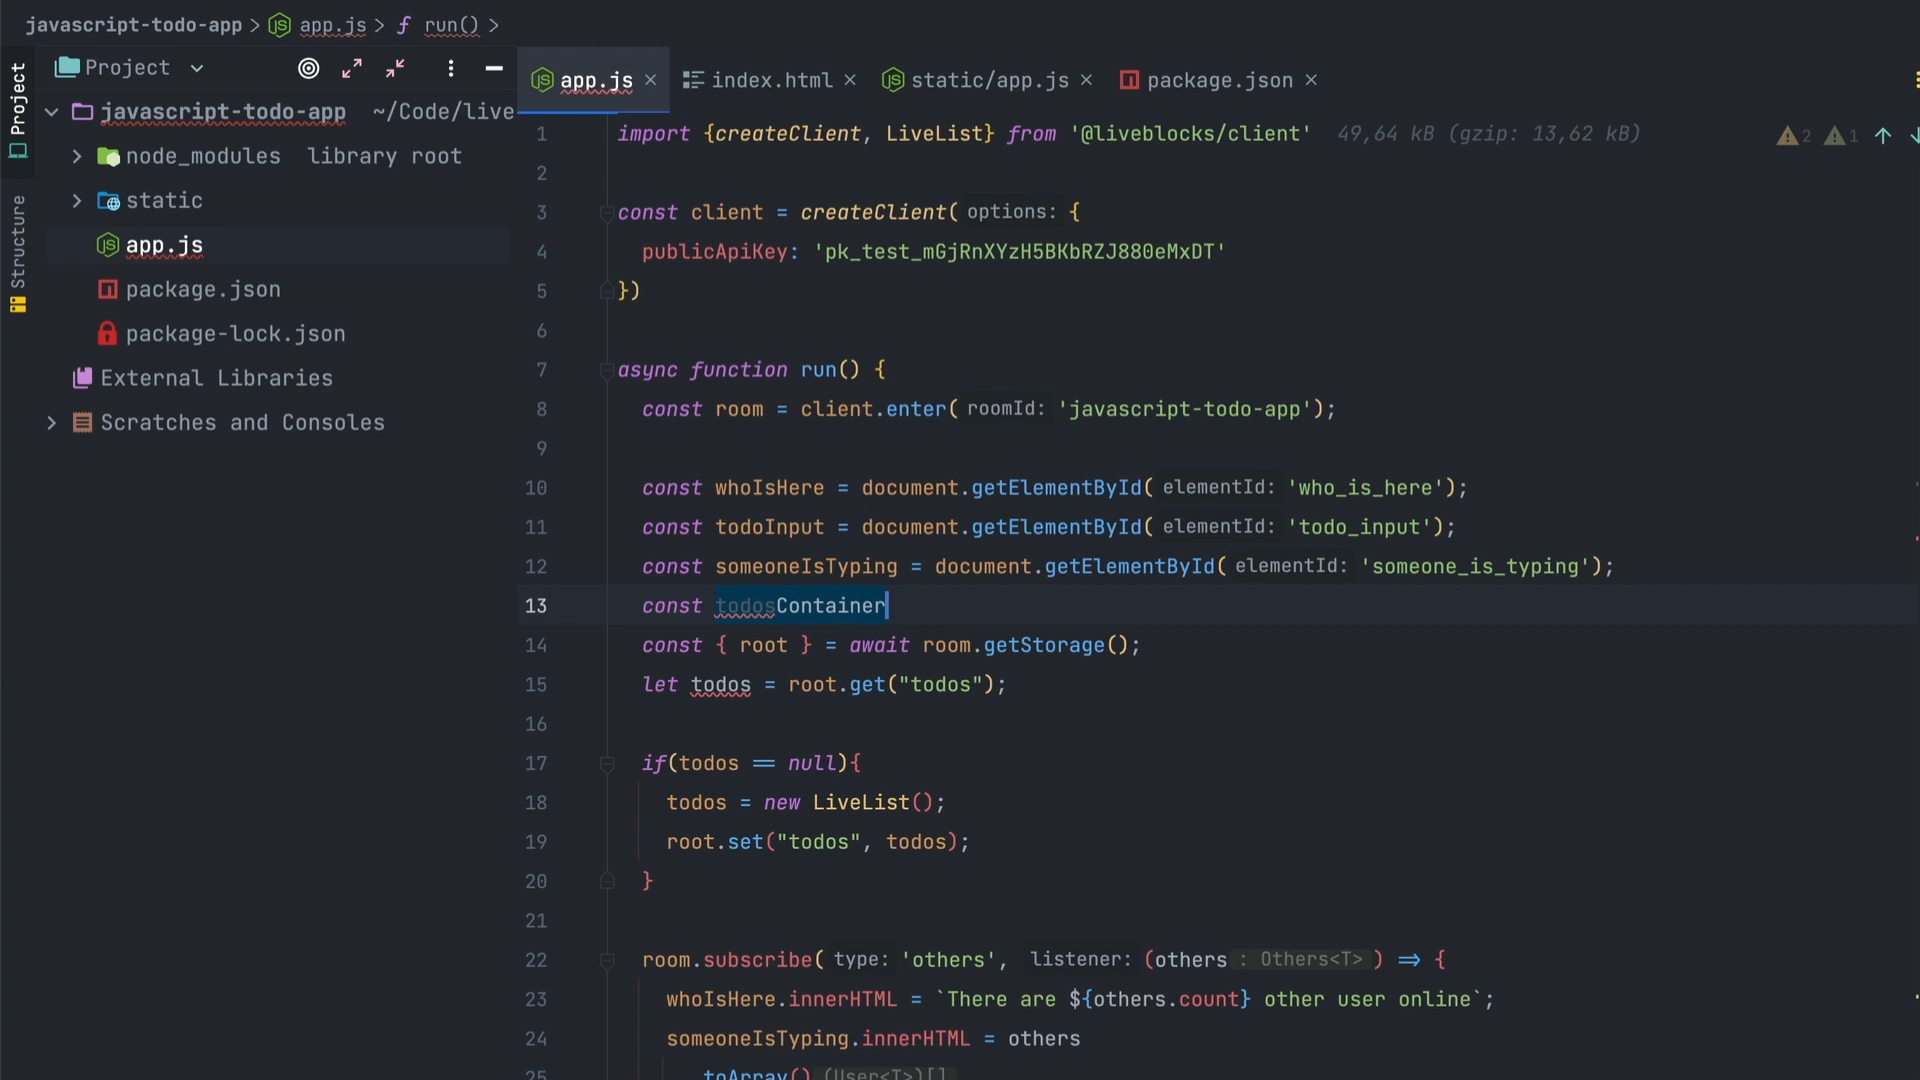 javascript-todo-app > app.js > run() >
Project
Structure
Project
javascript-todo-app ~/Code/live
node_modules library root
static
app.js
package.json
package-lock.json
External Libraries
Scratches and Consoles
app.js × index.html × static/app.js × package.json ×
1 import {createClient, LiveList} from '@liveblocks/client' 49,64 kB (gzip: 13,62 kB)
2 1
2
3 const client = createClient( options: {
4 publicApiKey: 'pk_test_mGjRnXYzH5BKbRZJ880eMxDT'
5 })
6
7 async function run() {
8 const room = client.enter( roomId: 'javascript-todo-app');
9
10 const whoIsHere = document.getElementById( elementId: 'who_is_here');
11 const todoInput = document.getElementById( elementId: 'todo_input');
12 const someoneIsTyping = document.getElementById( elementId: 'someone_is_typing');
13 const todosContainer
14 const { root } = await room.getStorage();
15 let todos = root.get("todos");
16
17 if(todos == null){
18 todos = new LiveList();
19 root.set("todos", todos);
20 }
21
22 room.subscribe( type: 'others', listener: (others : Others<T> ) => {
23 whoIsHere.innerHTML = `There are ${others.count} other user online`;
24 someoneIsTyping.innerHTML = others
25 .toArray() (User<T>)[]